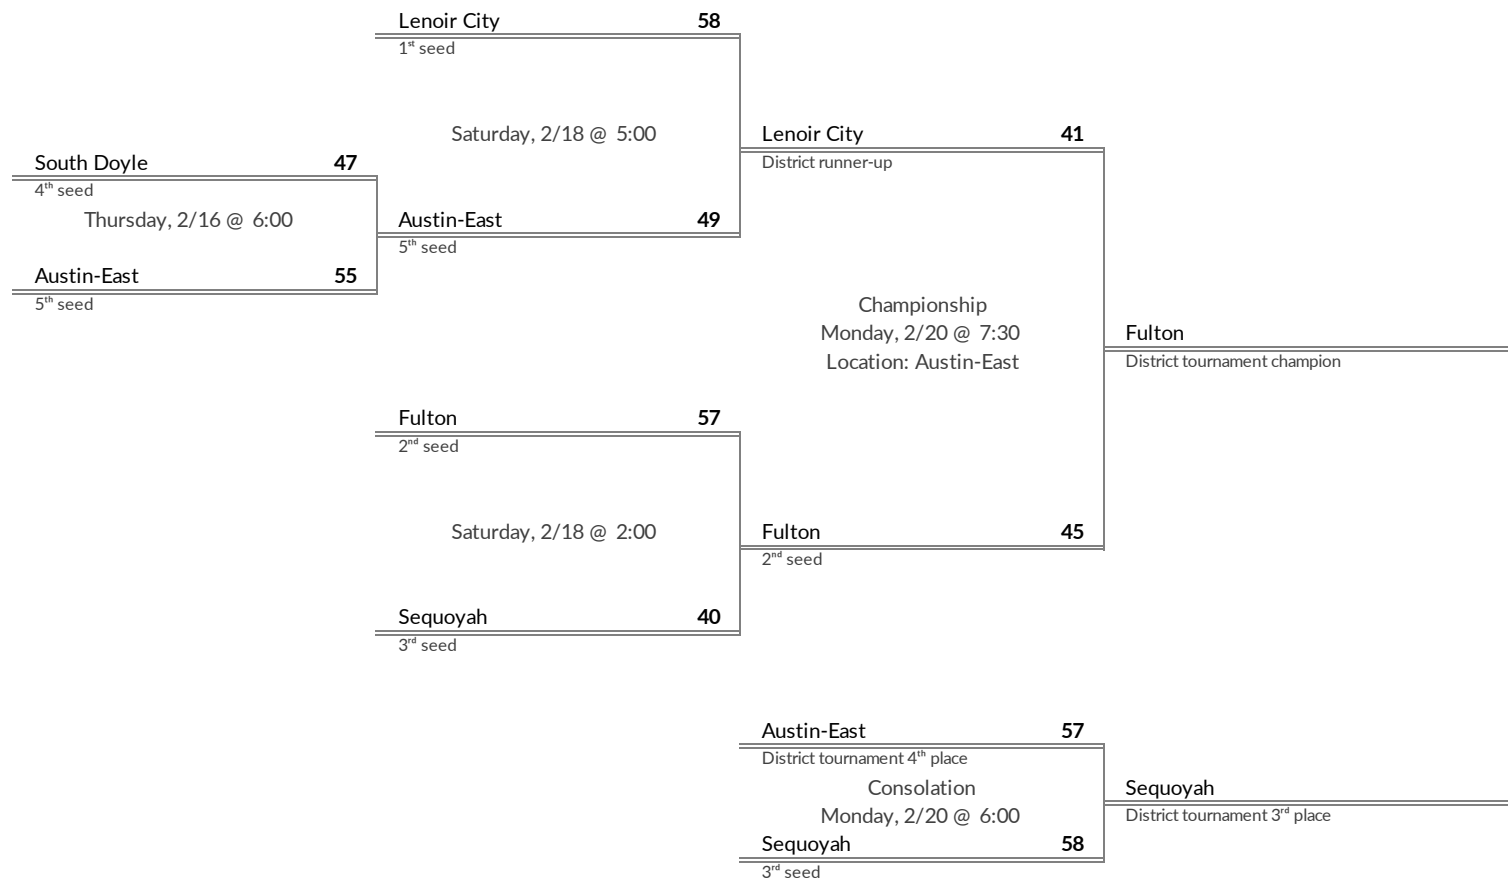 Lenoir City 58
1st seed
Saturday, 2/18 @ 5:00
Lenoir City 41
District runner-up
South Doyle 47
4th seed
Thursday, 2/16 @ 6:00
Austin-East 49
5th seed
Austin-East 55
5th seed
Championship
Monday, 2/20 @ 7:30
Location: Austin-East
Fulton
District tournament champion
Fulton 57
2nd seed
Saturday, 2/18 @ 2:00
Fulton 45
2nd seed
Sequoyah 40
3rd seed
Austin-East 57
District tournament 4th place
Consolation
Monday, 2/20 @ 6:00
Sequoyah
District tournament 3rd place
Sequoyah 58
3rd seed